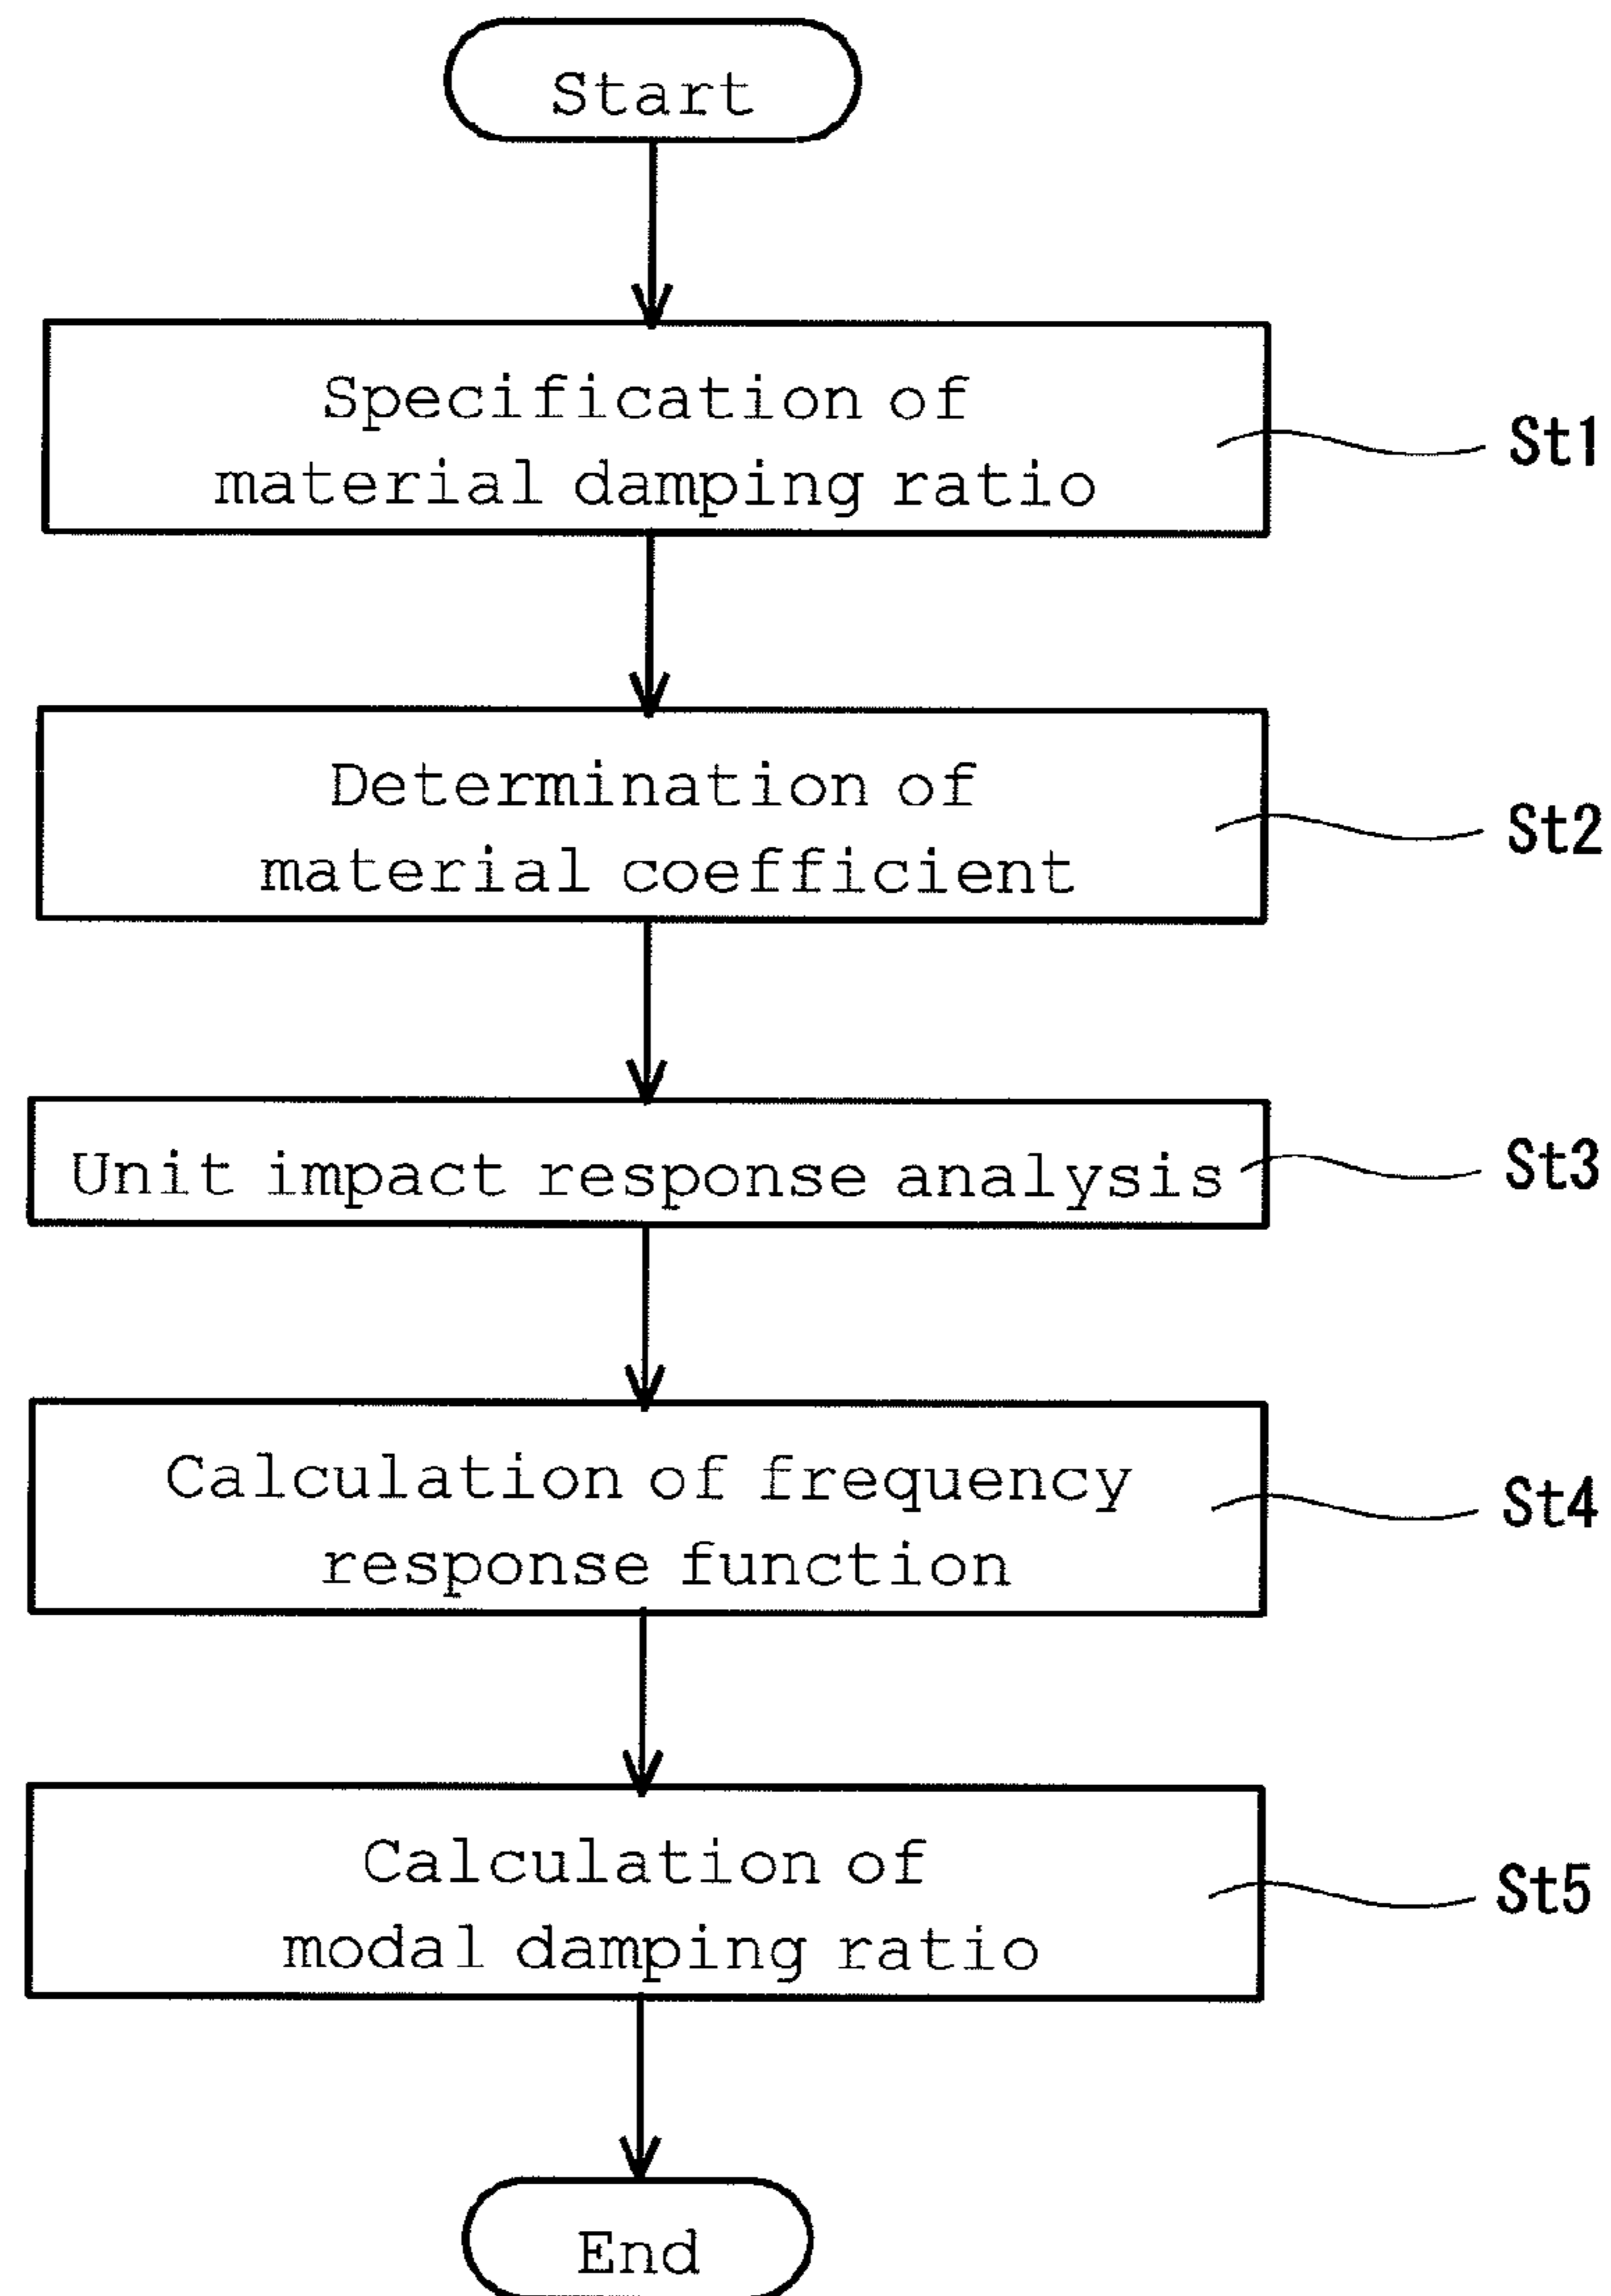 Start
Specification of
material damping ratio
St1
Determination of
material coefficient
St2
Unit impact response analysis
St3
Calculation of frequency
response function
St4
Calculation of
modal damping ratio
St5
End